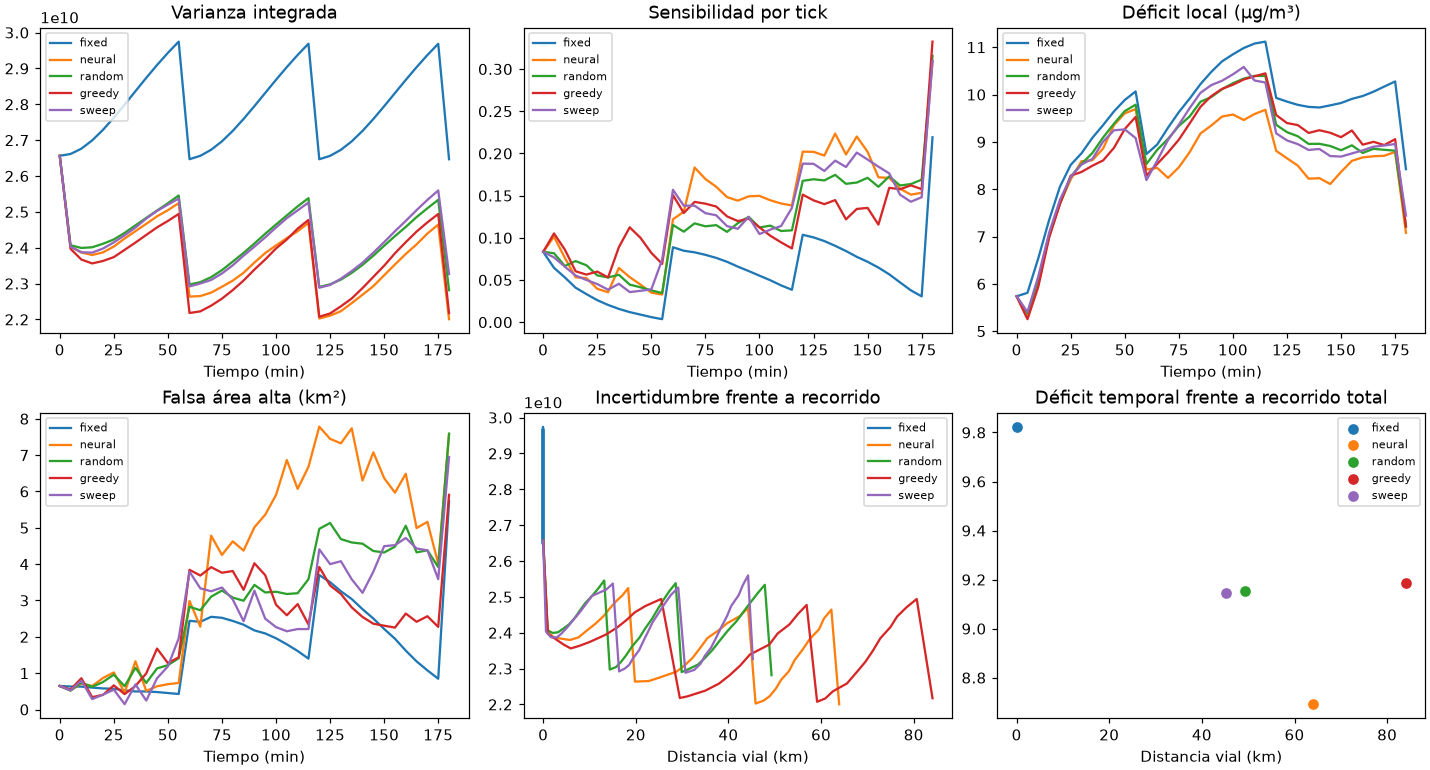 Varianza integrada
1e10
3.0
2.9
2.8
2.7
2.6
2.5
2.4
2.3
2.2
fixed
neural
random
greedy
sweep
0 25 50 75 100 125 150 175
Tiempo (min)
Sensibilidad por tick
0.30
0.25
0.20
0.15
0.10
0.05
0.00
fixed
neural
random
greedy
sweep
0 25 50 75 100 125 150 175
Tiempo (min)
Déficit local (µg/m³)
11
10
9
8
7
6
5
fixed
neural
random
greedy
sweep
0 25 50 75 100 125 150 175
Tiempo (min)
Falsa área alta (km²)
8
7
6
5
4
3
2
1
0
fixed
neural
random
greedy
sweep
0 25 50 75 100 125 150 175
Tiempo (min)
Incertidumbre frente a recorrido
1e10
3.0
2.9
2.8
2.7
2.6
2.5
2.4
2.3
2.2
fixed
neural
random
greedy
sweep
0 20 40 60 80
Distancia vial (km)
Déficit temporal frente a recorrido total
9.8
9.6
9.4
9.2
9.0
8.8
fixed
neural
random
greedy
sweep
0 20 40 60 80
Distancia vial (km)